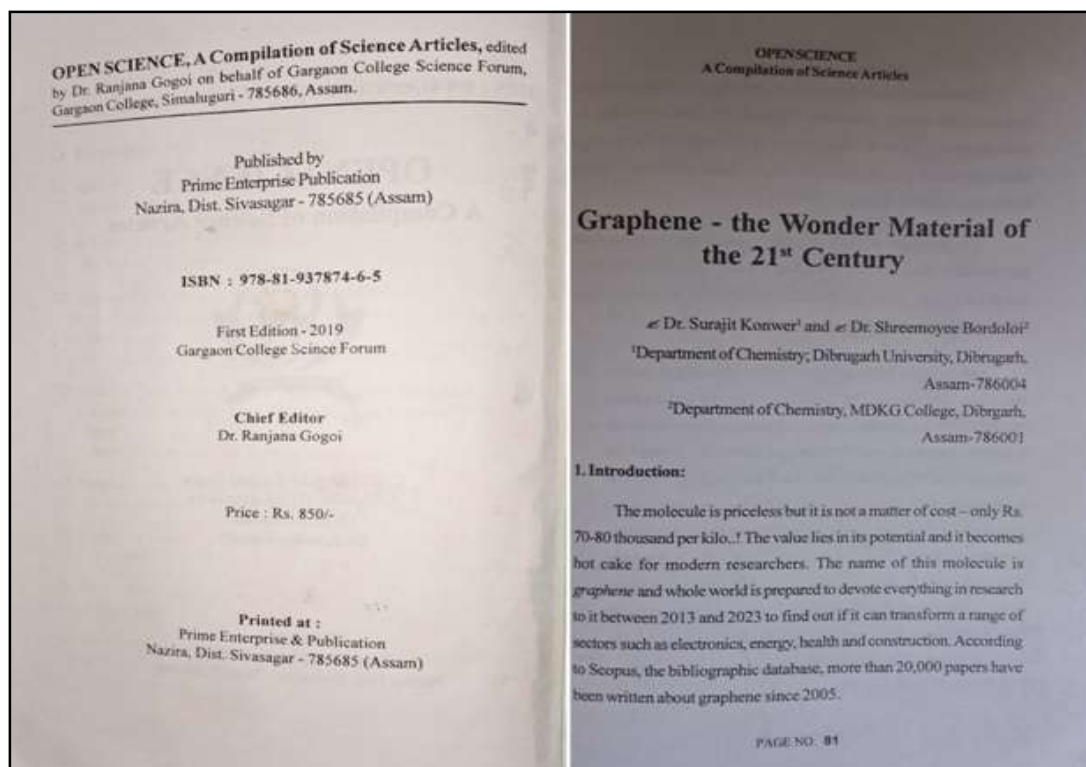 OPEN SCIENCE, A Compilation of Science Articles, edited
by Dr. Ranjana Gogoi on behalf of Gargaon College Science Forum,
Gargaon College, Simaluguri - 785686, Assam.
Published by
Prime Enterprise Publication
Nazira, Dist. Sivasagar - 785685 (Assam)
ISBN : 978-81-937874-6-5
First Edition - 2019
Gargaon College Scince Forum
Chief Editor
Dr. Ranjana Gogoi
Price : Rs. 850/-
Printed at :
Prime Enterprise & Publication
Nazira, Dist. Sivasagar - 785685 (Assam)
OPENSCIENCE
A Compilation of Science Articles
Graphene - the Wonder Material of
the 21st Century
✍ Dr. Surajit Konwer¹ and ✍ Dr. Shreemoyee Bordoloi²
¹Department of Chemistry; Dibrugarh University, Dibrugarh,
Assam-786004
²Department of Chemistry, MDKG College, Dibrgarh,
Assam-786001
1. Introduction:
The molecule is priceless but it is not a matter of cost – only Rs.
70-80 thousand per kilo..! The value lies in its potential and it becomes
hot cake for modern researchers. The name of this molecule is
graphene and whole world is prepared to devote everything in research
to it between 2013 and 2023 to find out if it can transform a range of
sectors such as electronics, energy, health and construction. According
to Scopus, the bibliographic database, more than 20,000 papers have
been written about graphene since 2005.
PAGE NO. 81